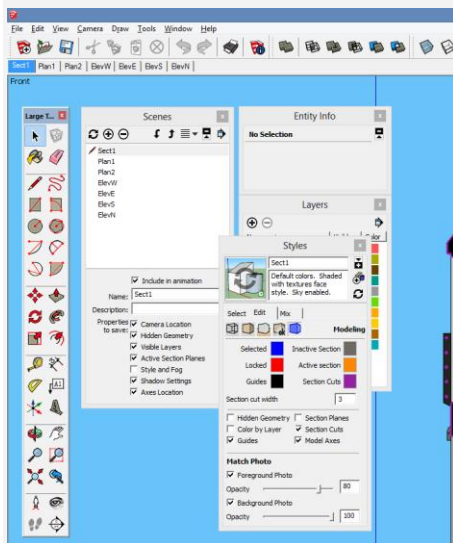 File Edit View Camera Draw Tools Window Help
Sect1 Plan1 Plan2 ElevW ElevE ElevS ElevN
Front
Large T...
Scenes
Sect1
Plan1
Plan2
ElevW
ElevE
ElevS
ElevN
Include in animation
Name: Sect1
Description:
Properties to save:
Camera Location
Hidden Geometry
Visible Layers
Active Section Planes
Style and Fog
Shadow Settings
Axes Location
Entity Info
No Selection
Layers
Color
Styles
Sect1
Default colors. Shaded
with textures face
style. Sky enabled.
Select Edit Mix
Modeling
Selected Inactive Section
Locked Active section
Guides Section Cuts
Section cut width 3
Hidden Geometry Section Planes
Color by Layer Section Cuts
Guides Model Axes
Match Photo
Foreground Photo
Opacity 80
Background Photo
Opacity 100